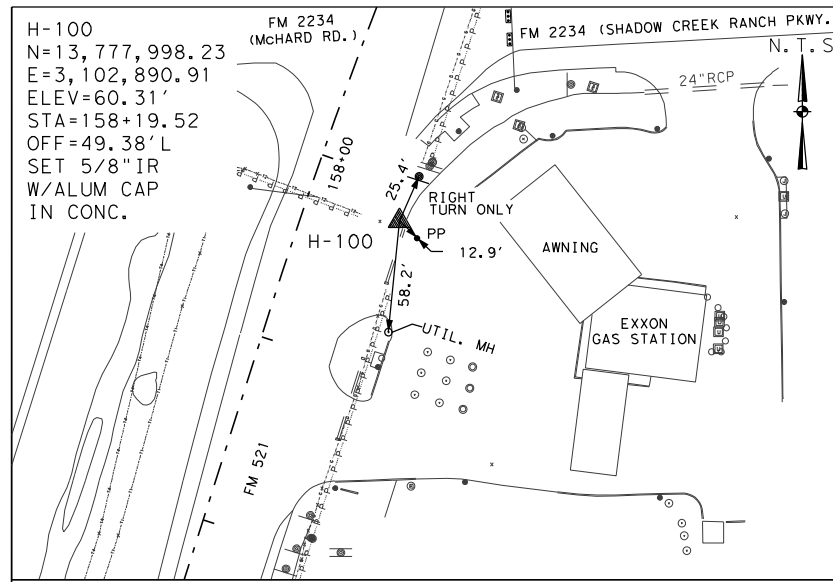 H-100
N=13,777,998.23
E=3,102,890.91
ELEV=60.31'
STA=158+19.52
OFF=49.38'L
SET 5/8"IR
W/ALUM CAP
IN CONC.
FM 2234
(McHARD RD.)
FM 2234 (SHADOW CREEK RANCH PKWY.
N.T.S
24"RCP
158+00
25.4'
RIGHT
TURN ONLY
H-100
PP
12.9'
58.2'
AWNING
UTIL. MH
EXXON
GAS STATION
FM 521